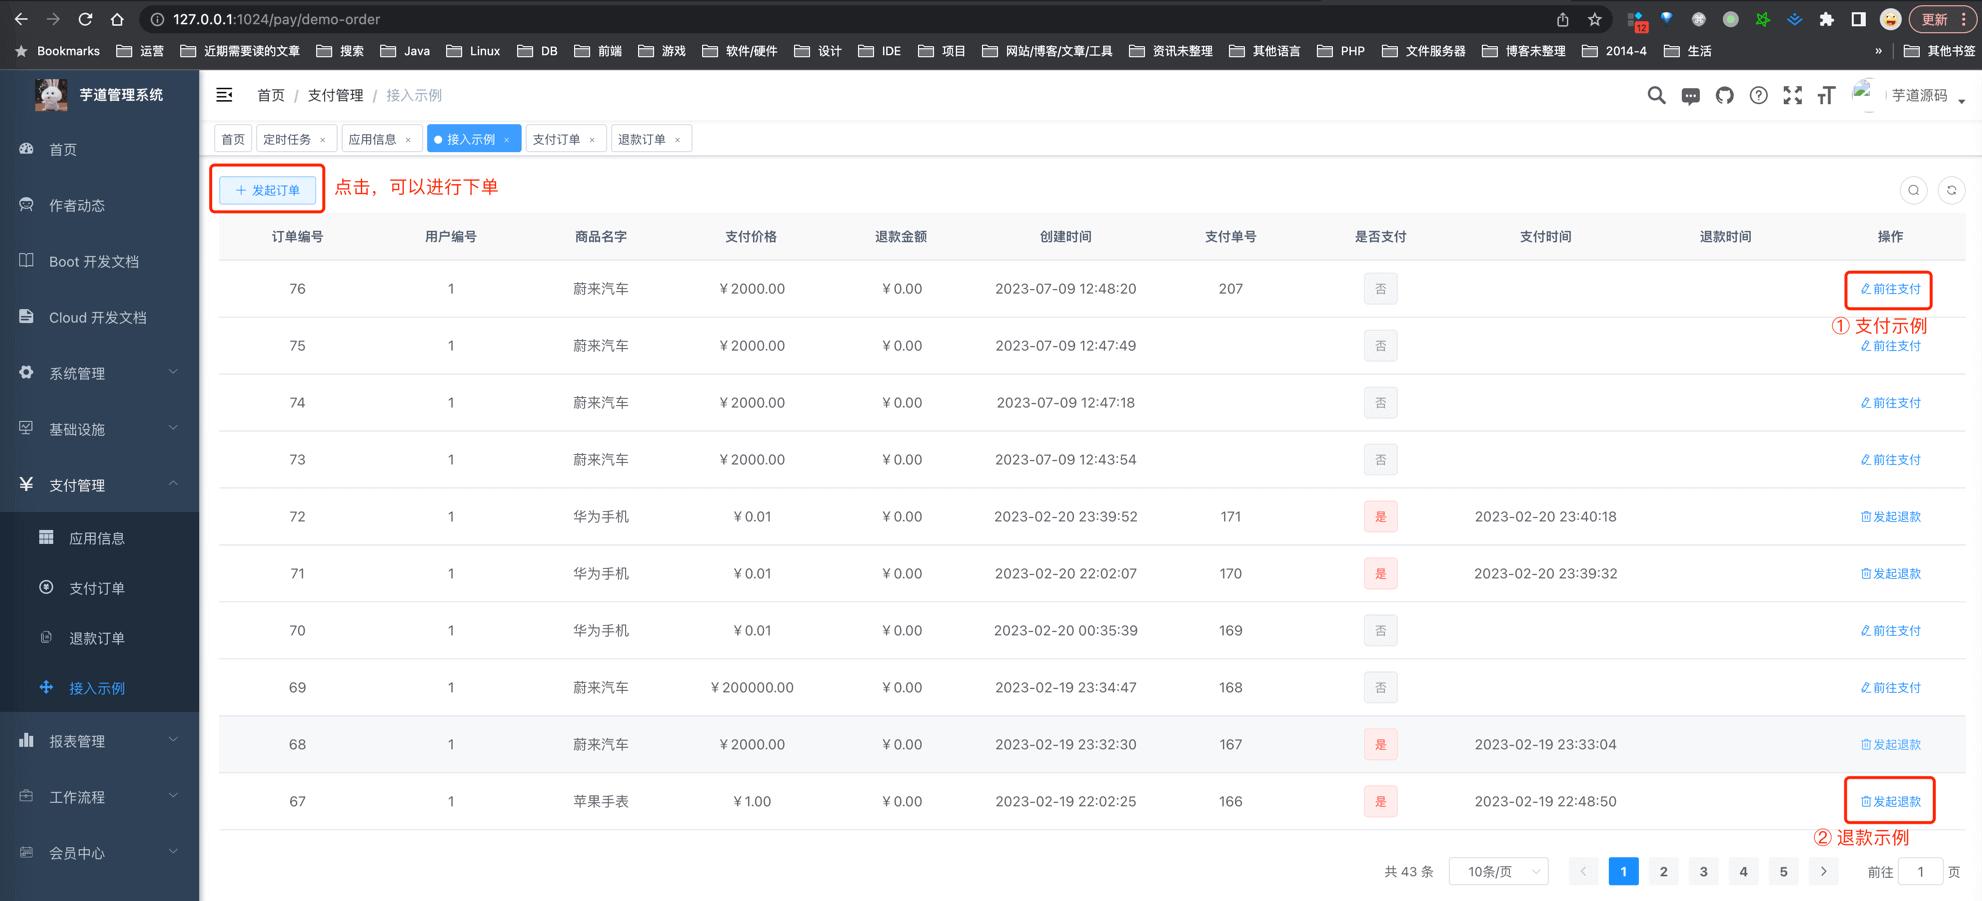 127.0.0.1:1024/pay/demo-order
12
更新
Bookmarks 运营 近期需要读的文章 搜索 Java Linux DB 前端 游戏 软件/硬件 设计 IDE 项目 网站/博客/文章/工具 资讯未整理 其他语言 PHP 文件服务器 博客未整理 2014-4 生活 » 其他书签
芋道管理系统
首页 / 支付管理 / 接入示例
芋道源码
首页 定时任务 × 应用信息 × 接入示例 × 支付订单 × 退款订单 ×
首页
作者动态
Boot 开发文档
Cloud 开发文档
系统管理
基础设施
¥ 支付管理
应用信息
支付订单
退款订单
接入示例
报表管理
工作流程
会员中心
+ 发起订单
点击，可以进行下单
订单编号 用户编号 商品名字 支付价格 退款金额 创建时间 支付单号 是否支付 支付时间 退款时间 操作
76 1 蔚来汽车 ¥2000.00 ¥0.00 2023-07-09 12:48:20 207 否 前往支付
① 支付示例
75 1 蔚来汽车 ¥2000.00 ¥0.00 2023-07-09 12:47:49 否 前往支付
74 1 蔚来汽车 ¥2000.00 ¥0.00 2023-07-09 12:47:18 否 前往支付
73 1 蔚来汽车 ¥2000.00 ¥0.00 2023-07-09 12:43:54 否 前往支付
72 1 华为手机 ¥0.01 ¥0.00 2023-02-20 23:39:52 171 是 2023-02-20 23:40:18 发起退款
71 1 华为手机 ¥0.01 ¥0.00 2023-02-20 22:02:07 170 是 2023-02-20 23:39:32 发起退款
70 1 华为手机 ¥0.01 ¥0.00 2023-02-20 00:35:39 169 否 前往支付
69 1 蔚来汽车 ¥200000.00 ¥0.00 2023-02-19 23:34:47 168 否 前往支付
68 1 蔚来汽车 ¥2000.00 ¥0.00 2023-02-19 23:32:30 167 是 2023-02-19 23:33:04 发起退款
67 1 苹果手表 ¥1.00 ¥0.00 2023-02-19 22:02:25 166 是 2023-02-19 22:48:50 发起退款
② 退款示例
共 43 条 10条/页 < 1 2 3 4 5 > 前往 1 页